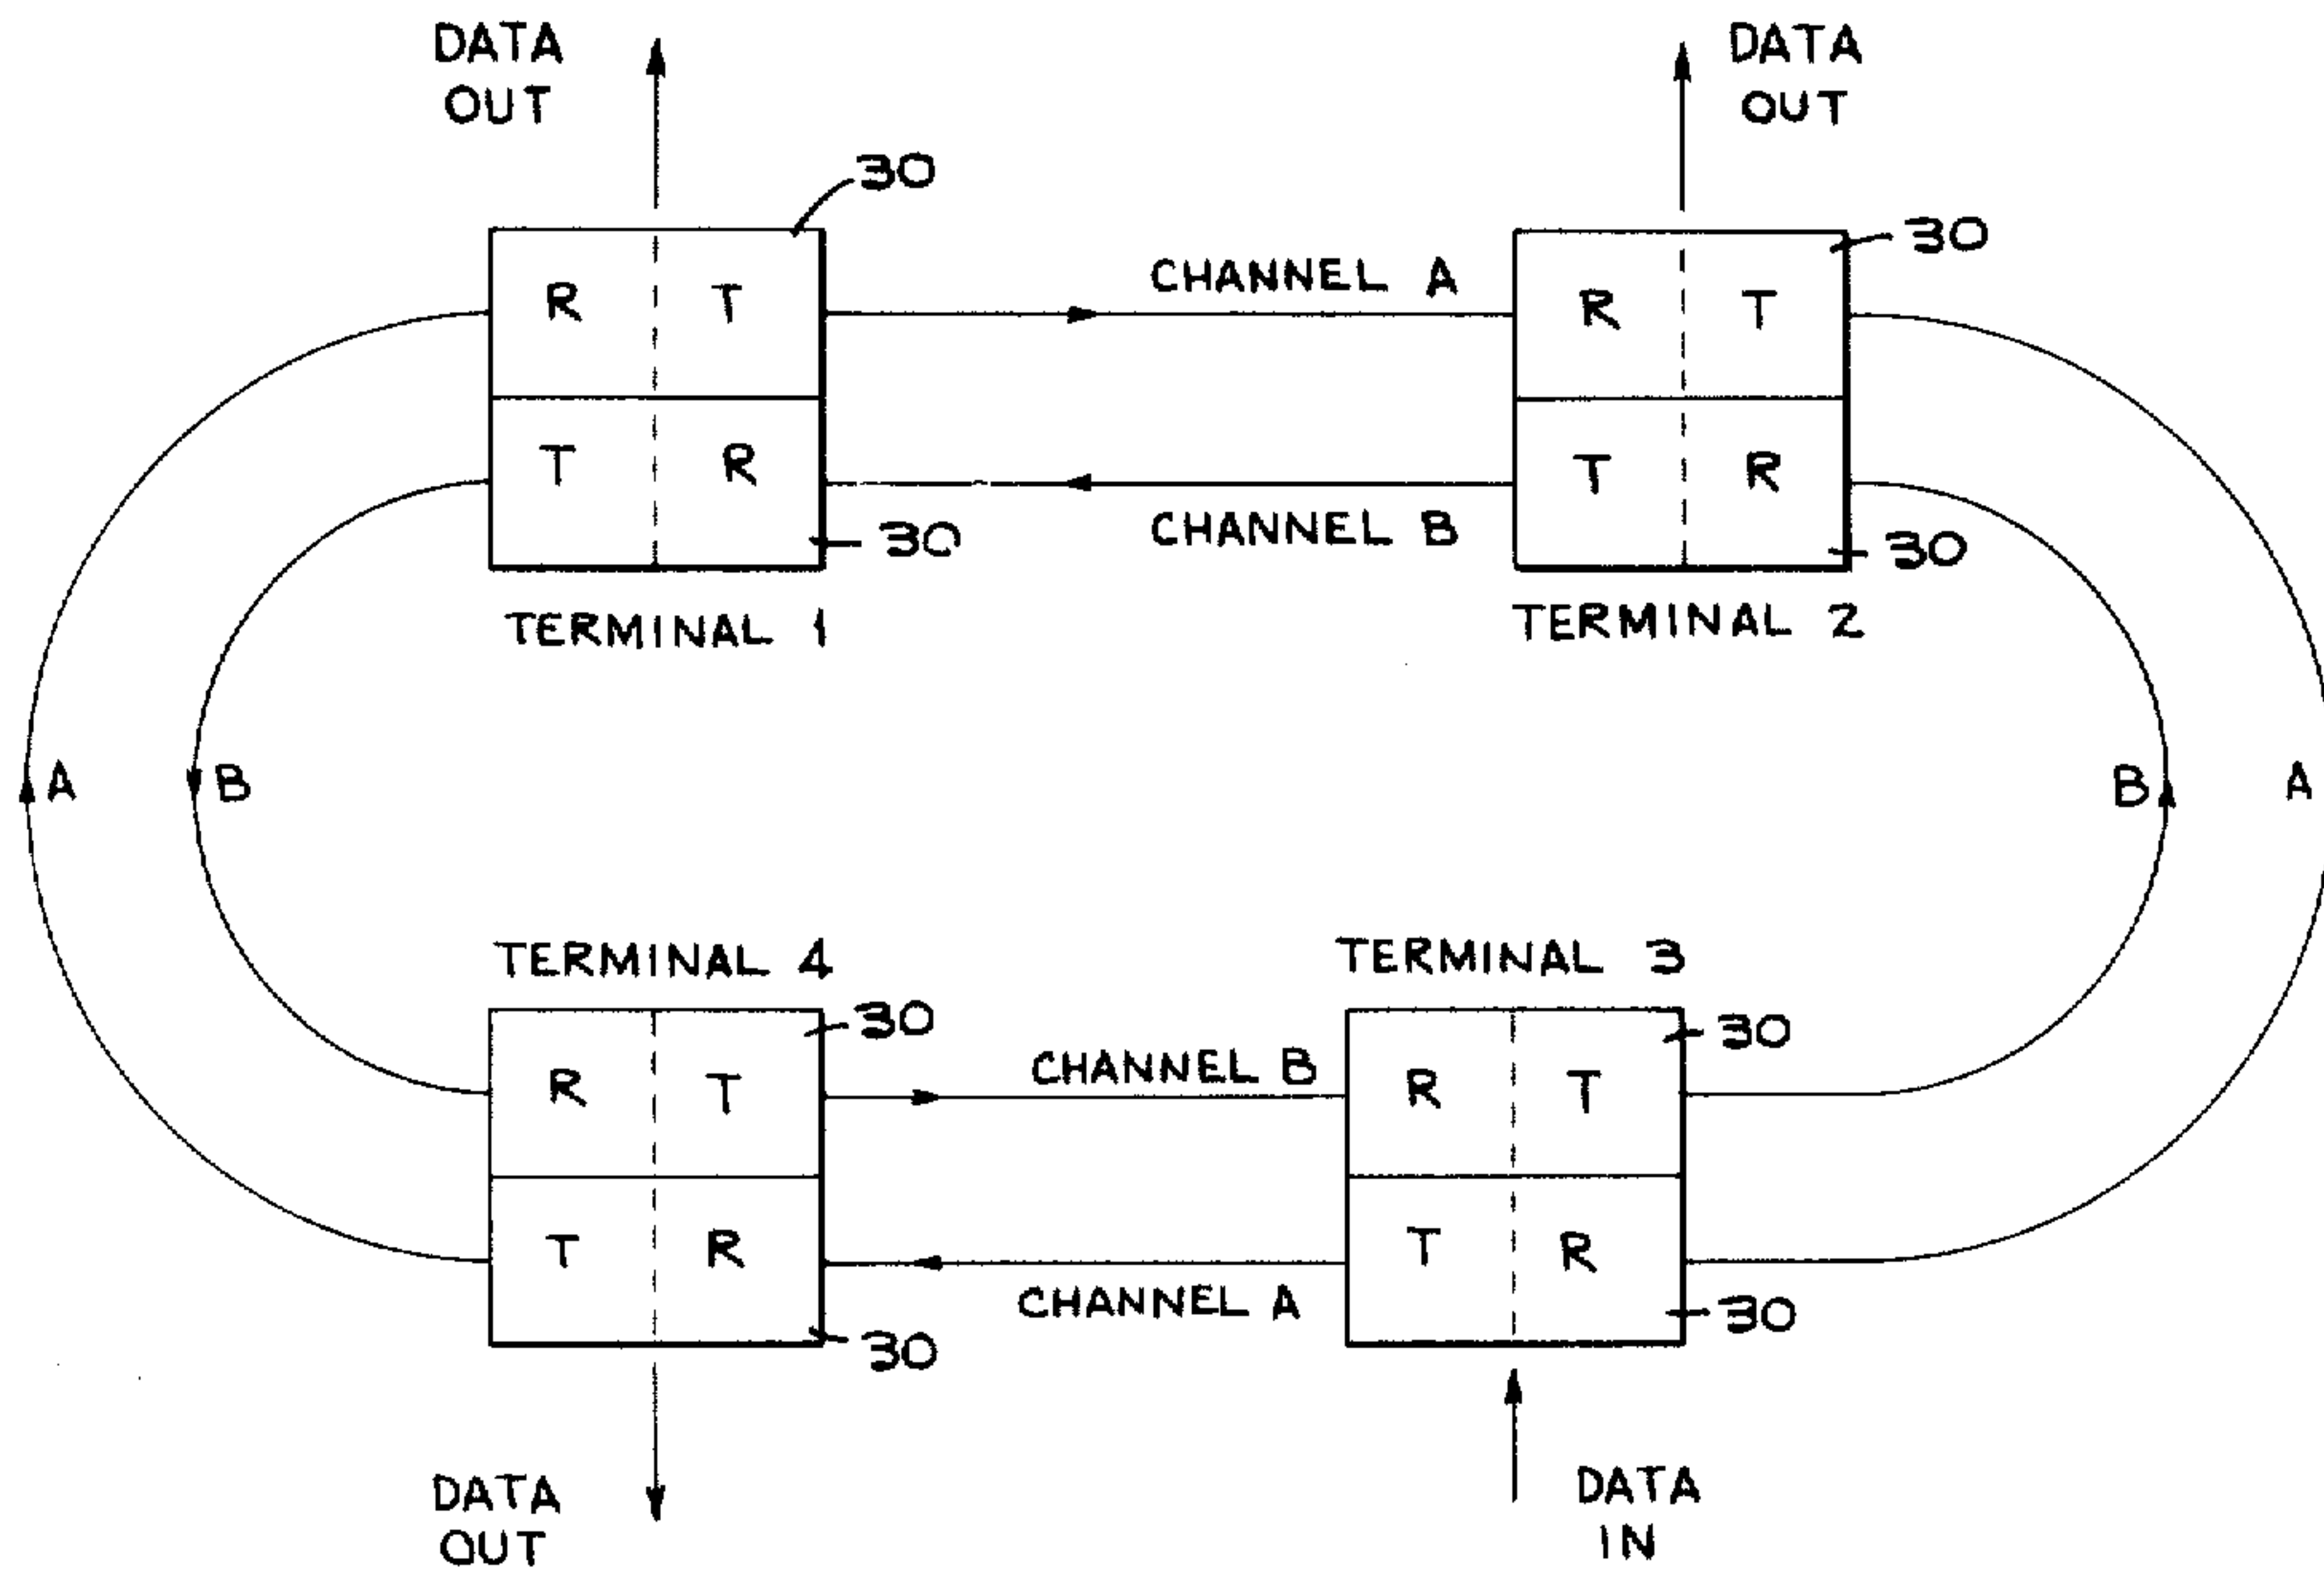 DATA
OUT
DATA
OUT
30
30
CHANNEL A
R T
R T
T R
T R
CHANNEL B
30
30
TERMINAL 1
TERMINAL 2
A
B
B
A
TERMINAL 4
TERMINAL 3
30
30
CHANNEL B
R T
R T
T R
T R
CHANNEL A
30
30
DATA
OUT
DATA
IN